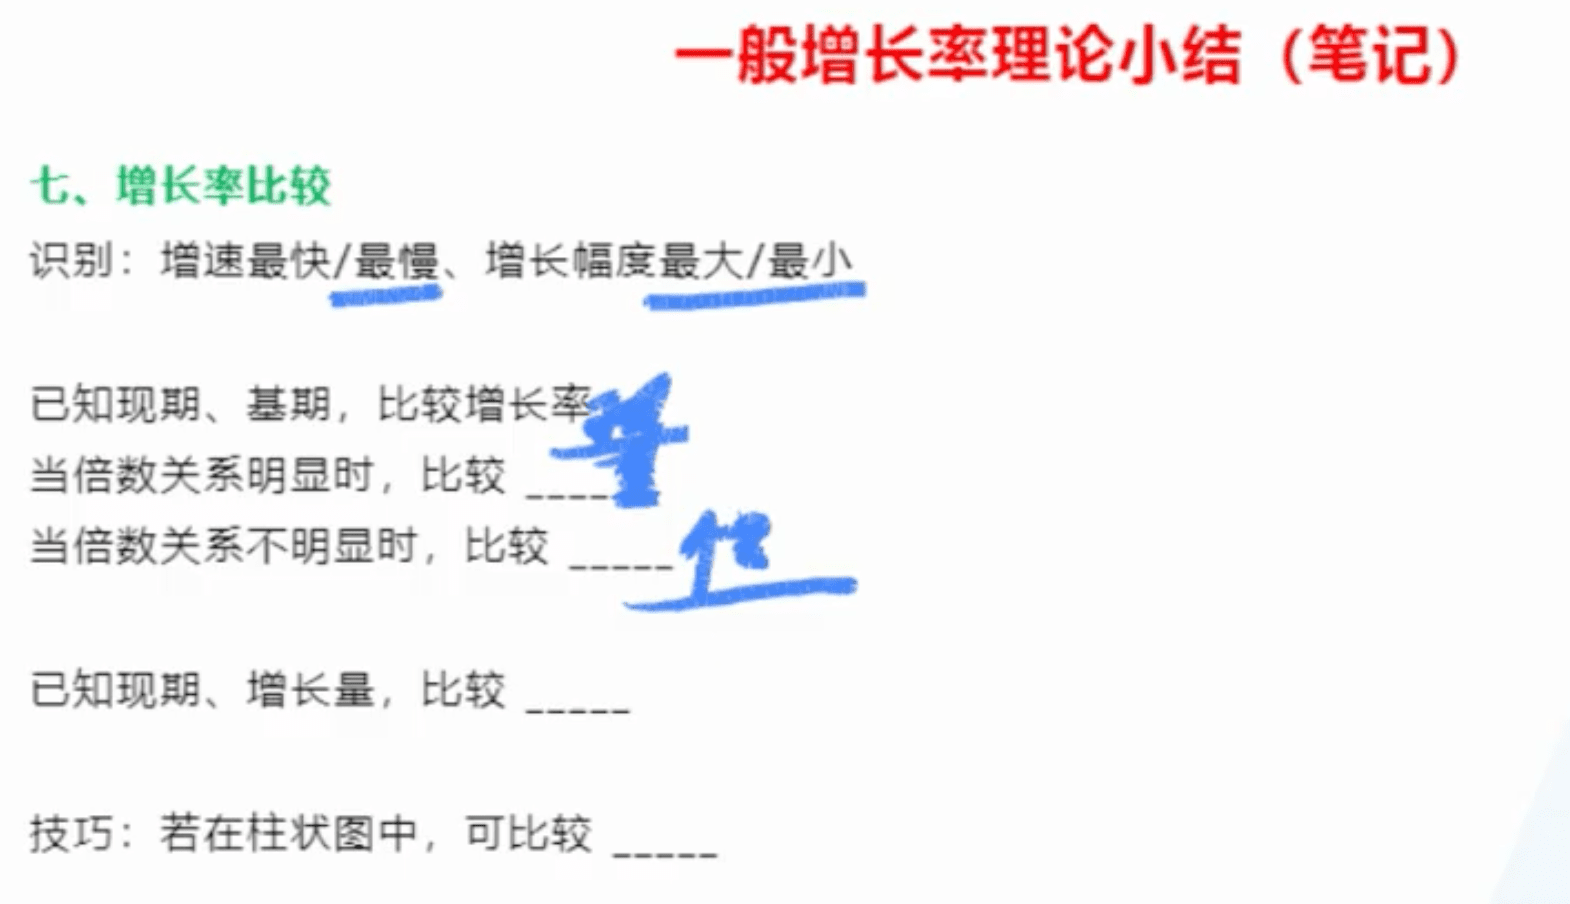 一般增长率理论小结（笔记）
七、增长率比较
识别：增速最快/最慢、增长幅度最大/最小
已知现期、基期，比较增长率
当倍数关系明显时，比较 _____
当倍数关系不明显时，比较 _____
已知现期、增长量，比较 _____
技巧：若在柱状图中，可比较 _____